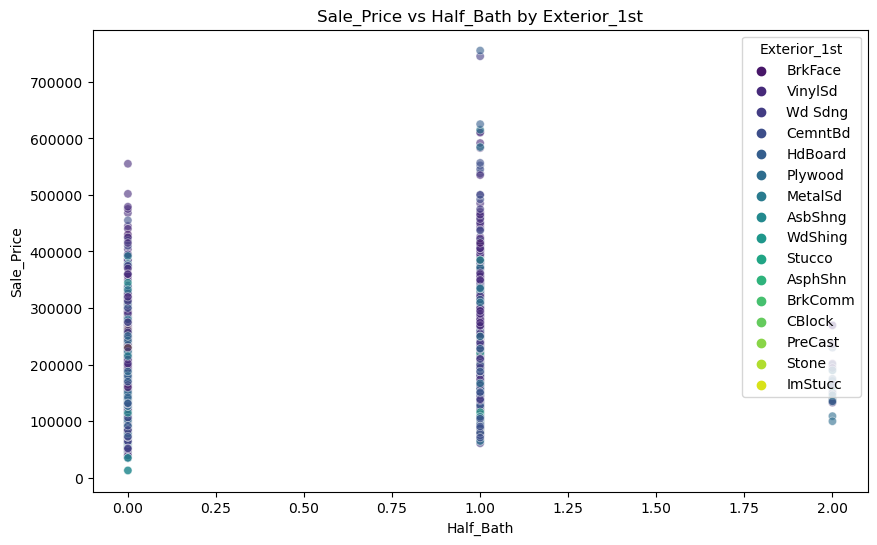 Sale_Price vs Half_Bath by Exterior_1st
Exterior_1st
BrkFace
VinylSd
Wd Sdng
CemntBd
HdBoard
Plywood
MetalSd
AsbShng
WdShing
Stucco
AsphShn
BrkComm
CBlock
PreCast
Stone
ImStucc
Sale_Price
700000
600000
500000
400000
300000
200000
100000
0
0.00
0.25
0.50
0.75
1.00
1.25
1.50
1.75
2.00
Half_Bath